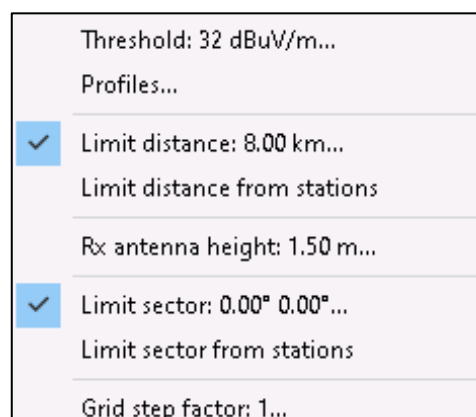 Threshold: 32 dBuV/m...
Profiles...
Limit distance: 8.00 km...
Limit distance from stations
Rx antenna height: 1.50 m...
Limit sector: 0.00° 0.00°...
Limit sector from stations
Grid step factor: 1...